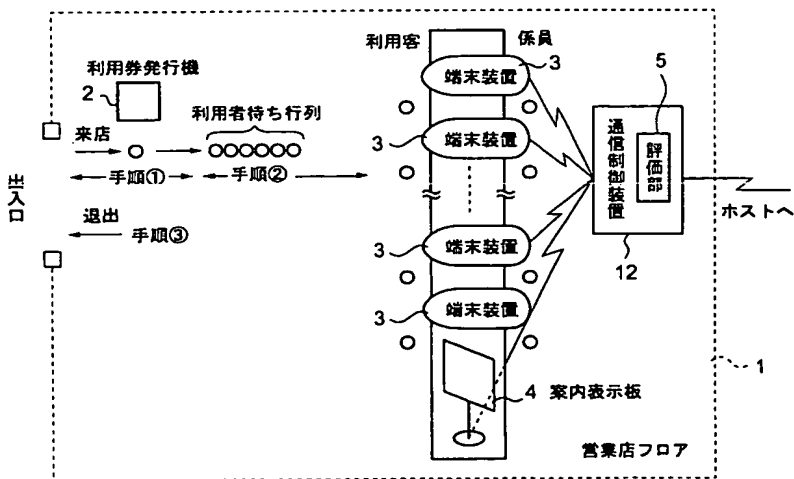 利用客
係員
利用券発行機
2
利用者待ち行列
来店
手順①
手順②
出入口
退出
手順③
端末装置
3
端末装置
3
端末装置
3
端末装置
3
4 案内表示板
5
通信制御装置
評価部
12
ホストへ
1
営業店フロア